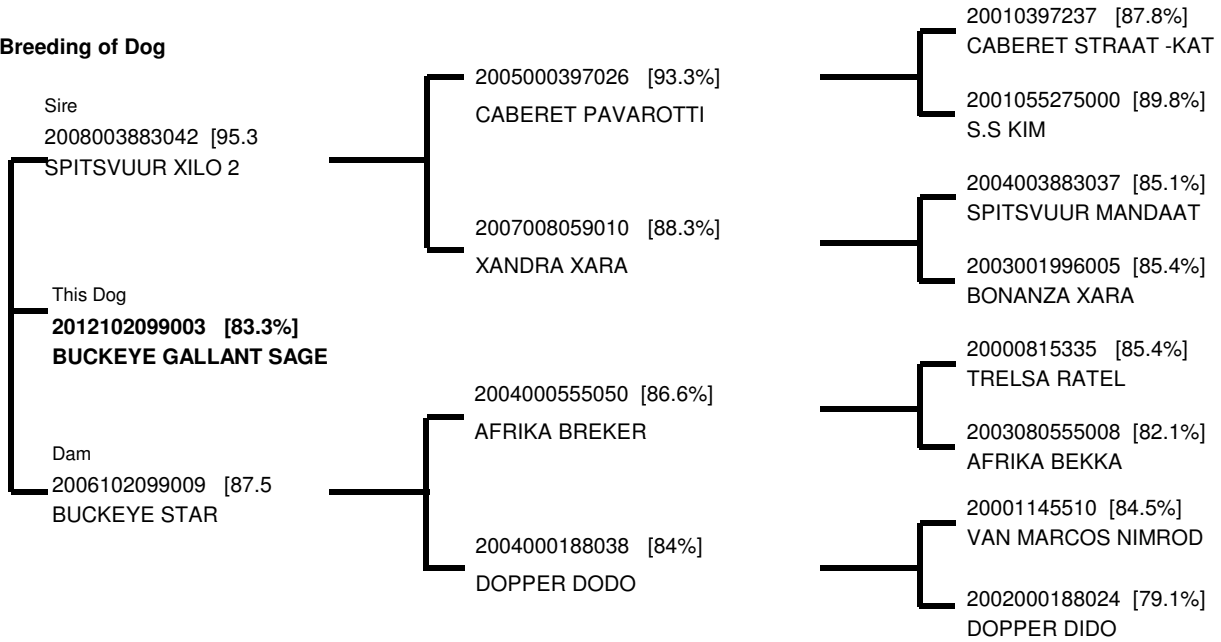 Breeding of Dog
Sire
2008003883042 [95.3
SPITSVUUR XILO 2
This Dog
2012102099003 [83.3%]
BUCKEYE GALLANT SAGE
Dam
2006102099009 [87.5
BUCKEYE STAR
2005000397026 [93.3%]
CABERET PAVAROTTI
2007008059010 [88.3%]
XANDRA XARA
2004000555050 [86.6%]
AFRIKA BREKER
2004000188038 [84%]
DOPPER DODO
20010397237 [87.8%]
CABERET STRAAT -KAT
2001055275000 [89.8%]
S.S KIM
2004003883037 [85.1%]
SPITSVUUR MANDAAT
2003001996005 [85.4%]
BONANZA XARA
20000815335 [85.4%]
TRELSA RATEL
2003080555008 [82.1%]
AFRIKA BEKKA
20001145510 [84.5%]
VAN MARCOS NIMROD
2002000188024 [79.1%]
DOPPER DIDO